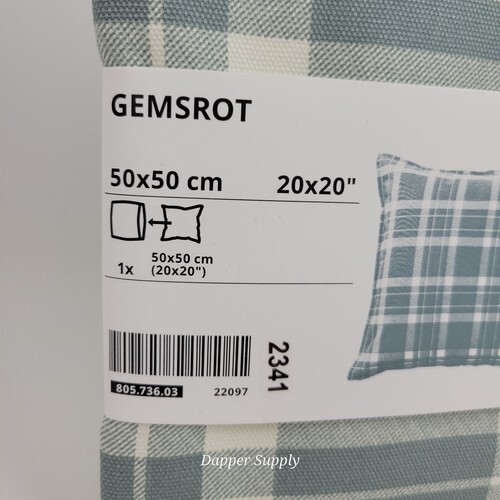 GEMSROT
50x50 cm 20x20"
1x 50x50 cm
(20x20")
2341
805.736.03 22097
Dapper Supply